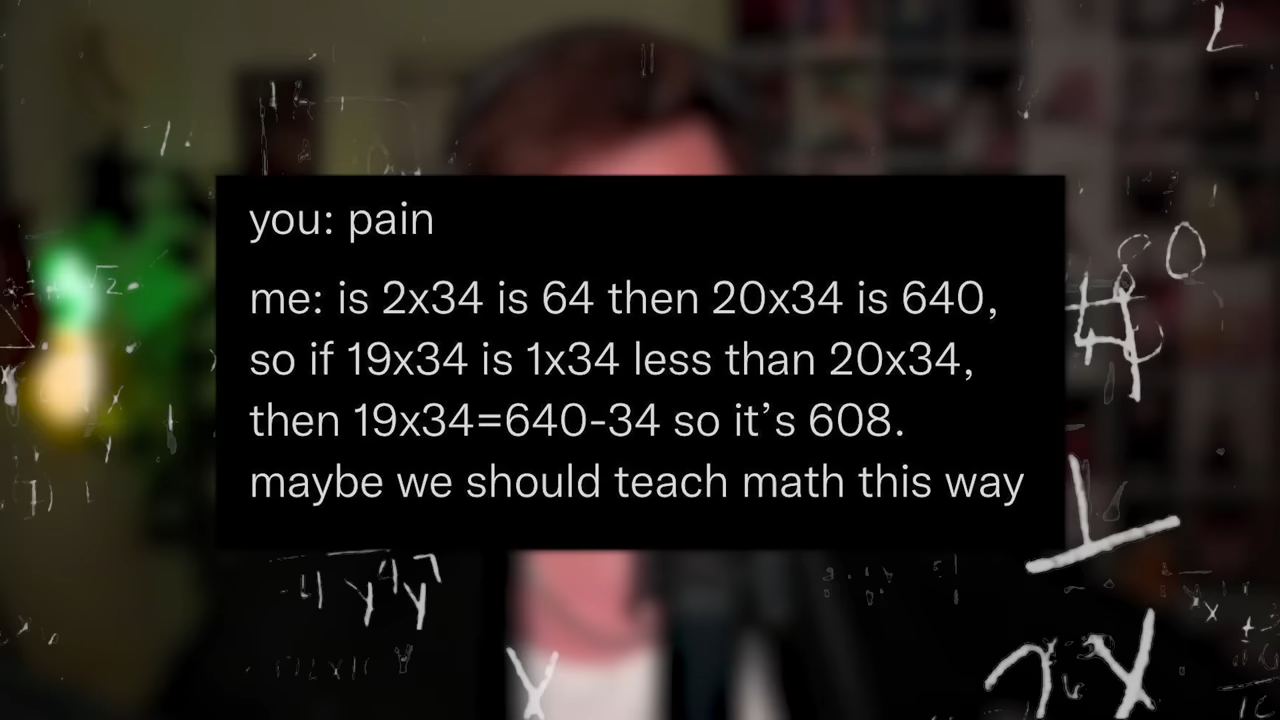 you: pain
me: is 2x34 is 64 then 20x34 is 640,
so if 19x34 is 1x34 less than 20x34,
then 19x34=640-34 so it’s 608.
maybe we should teach math this way